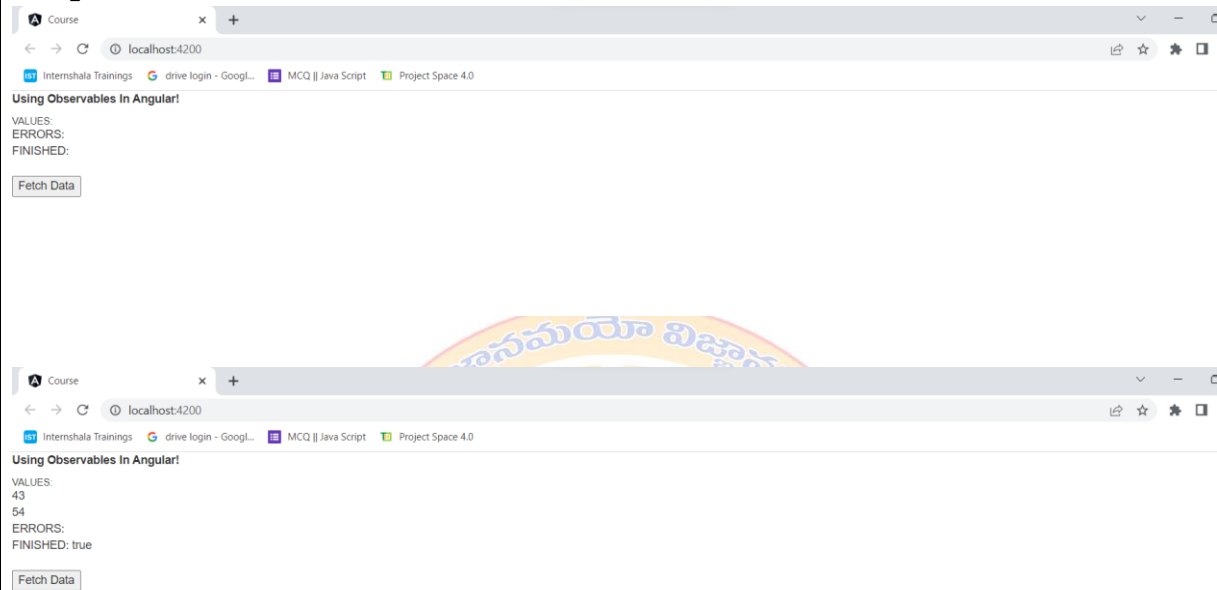 Course
localhost:4200
Internshala Trainings drive login - Googl... MCQ || Java Script Project Space 4.0
Using Observables In Angular!
VALUES:
ERRORS:
FINISHED:
Fetch Data
Course
localhost:4200
IST Internshala Trainings drive login - Googl... MCQ || Java Script Project Space 4.0
Using Observables In Angular!
VALUES:
43
54
ERRORS:
FINISHED: true
Fetch Data